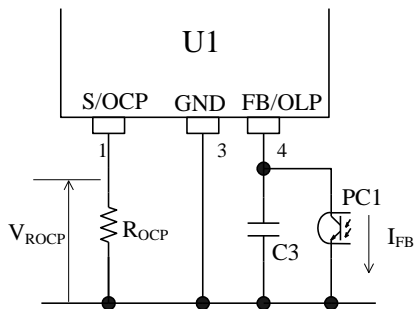 U1
S/OCP GND FB/OLP
1 3 4
PC1
V_ROCP R_OCP C3 I_FB